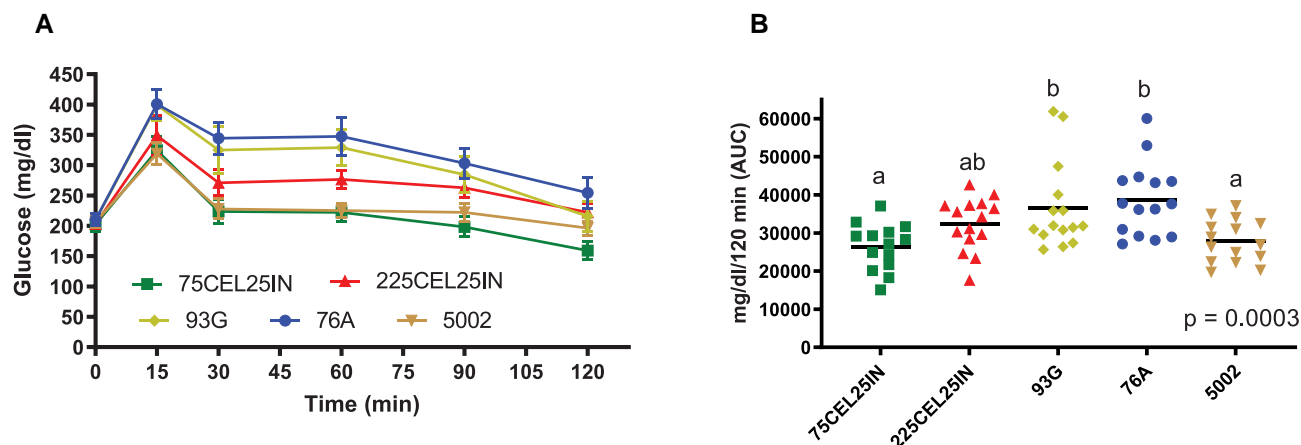 A
Glucose (mg/dl)
450
400
350
300
250
200
150
100
50
0
0 15 30 45 60 75 90 105 120
Time (min)
75CEL25IN 225CEL25IN
93G 76A 5002
B
mg/dl/120 min (AUC)
60000
50000
40000
30000
20000
10000
0
a ab b b a
p = 0.0003
75CEL25IN 225CEL25IN 93G 76A 5002